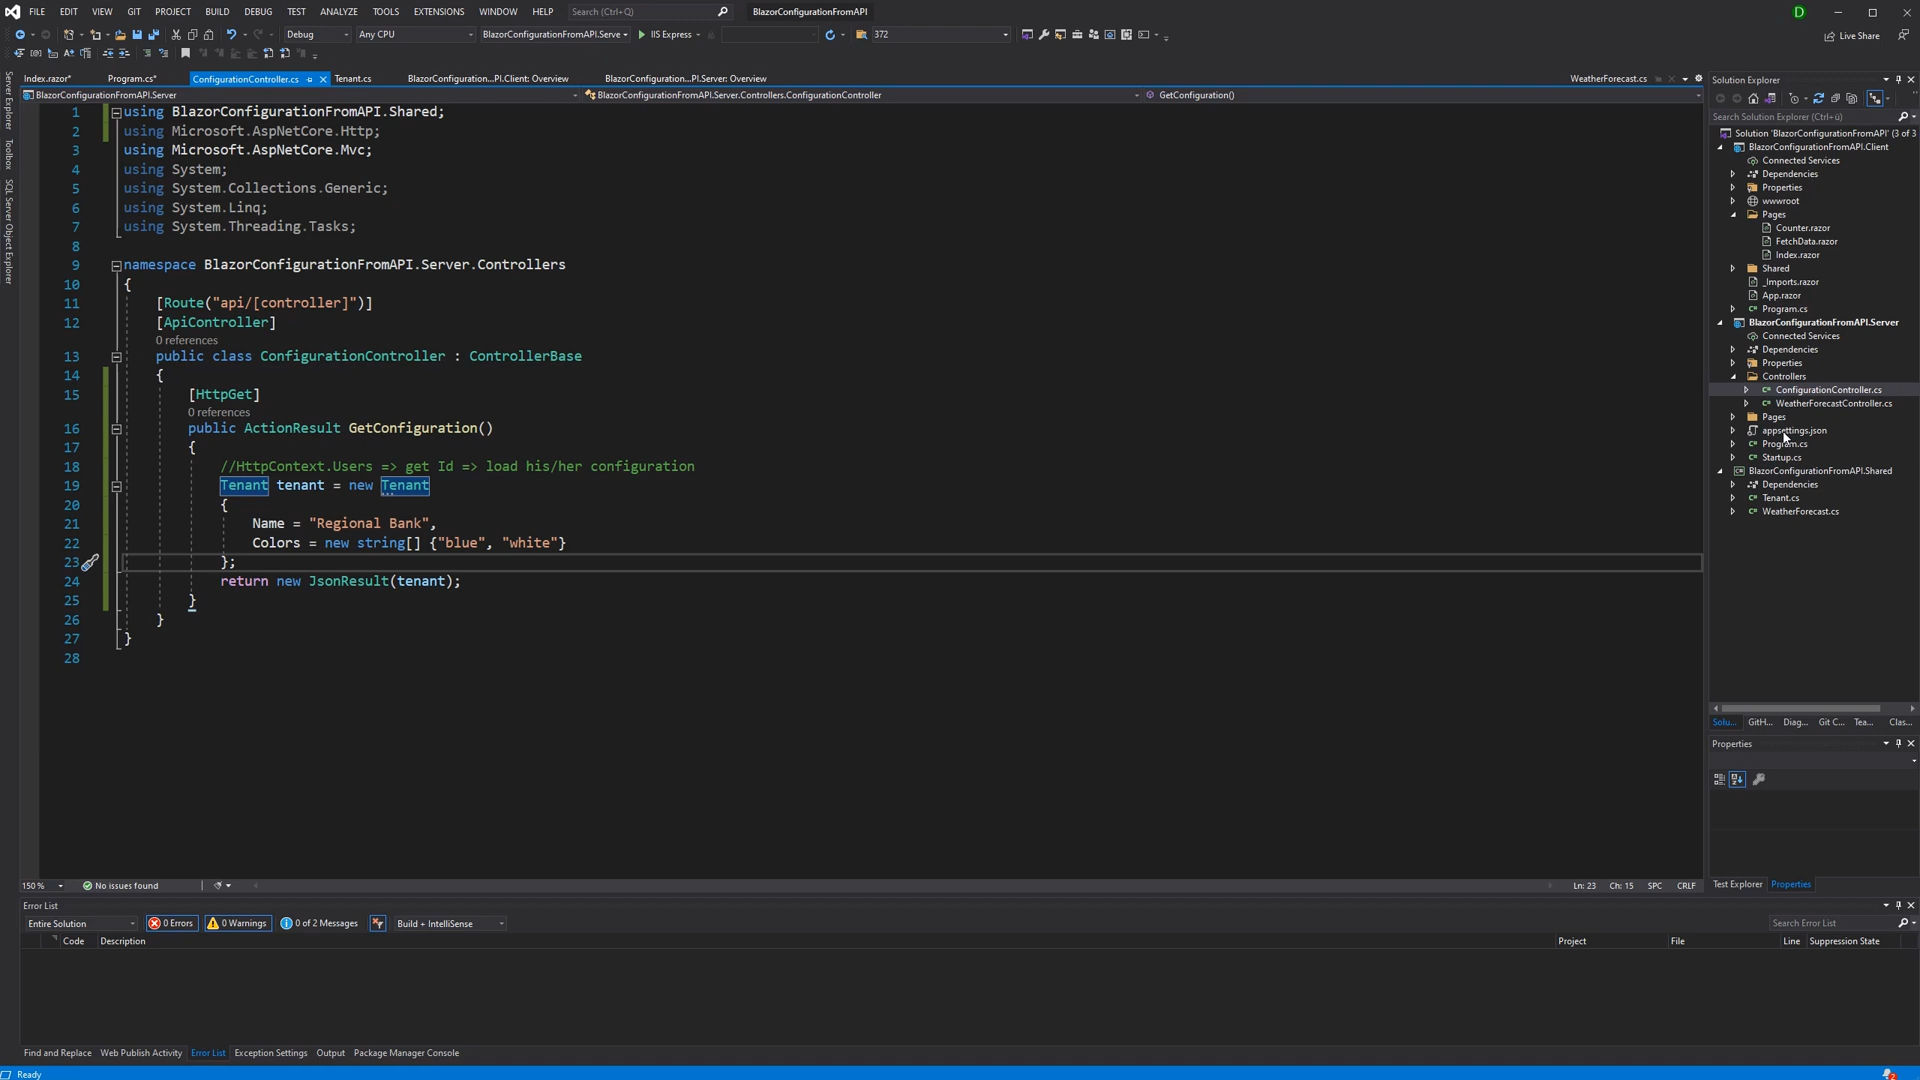 FILE EDIT VIEW GIT PROJECT BUILD DEBUG TEST ANALYZE TOOLS EXTENSIONS WINDOW HELP Search (Ctrl+Q) BlazorConfigurationFromAPI D
Debug Any CPU BlazorConfigurationFromAPI.Serve IIS Express 372 Live Share
Index.razor* Program.cs* ConfigurationController.cs Tenant.cs BlazorConfiguration...PI.Client: Overview BlazorConfiguration...PI.Server: Overview WeatherForecast.cs
BlazorConfigurationFromAPI.Server BlazorConfigurationFromAPI.Server.Controllers.ConfigurationController GetConfiguration()
Server Explorer
Toolbox
SQL Server Object Explorer
1 using BlazorConfigurationFromAPI.Shared;
2 using Microsoft.AspNetCore.Http;
3 using Microsoft.AspNetCore.Mvc;
4 using System;
5 using System.Collections.Generic;
6 using System.Linq;
7 using System.Threading.Tasks;
8
9 namespace BlazorConfigurationFromAPI.Server.Controllers
10 {
11 [Route("api/[controller]")]
12 [ApiController]
0 references
13 public class ConfigurationController : ControllerBase
14 {
15 [HttpGet]
0 references
16 public ActionResult GetConfiguration()
17 {
18 //HttpContext.Users => get Id => load his/her configuration
19 Tenant tenant = new Tenant
20 {
21 Name = "Regional Bank",
22 Colors = new string[] {"blue", "white"}
23 };
24 return new JsonResult(tenant);
25 }
26 }
27 }
28
150 % No issues found Ln: 23 Ch: 15 SPC CRLF
Solution Explorer
Search Solution Explorer (Ctrl+ü)
Solution 'BlazorConfigurationFromAPI' (3 of 3
BlazorConfigurationFromAPI.Client
Connected Services
Dependencies
Properties
wwwroot
Pages
Counter.razor
FetchData.razor
Index.razor
Shared
_Imports.razor
App.razor
Program.cs
BlazorConfigurationFromAPI.Server
Connected Services
Dependencies
Properties
Controllers
ConfigurationController.cs
WeatherForecastController.cs
Pages
appsettings.json
Program.cs
Startup.cs
BlazorConfigurationFromAPI.Shared
Dependencies
Tenant.cs
WeatherForecast.cs
Solu... GitH... Diag... Git C... Tea... Clas...
Properties
Test Explorer Properties
Error List
Entire Solution 0 Errors 0 Warnings 0 of 2 Messages Build + IntelliSense Search Error List
Code Description Project File Line Suppression State
Find and Replace Web Publish Activity Error List Exception Settings Output Package Manager Console
Ready 2